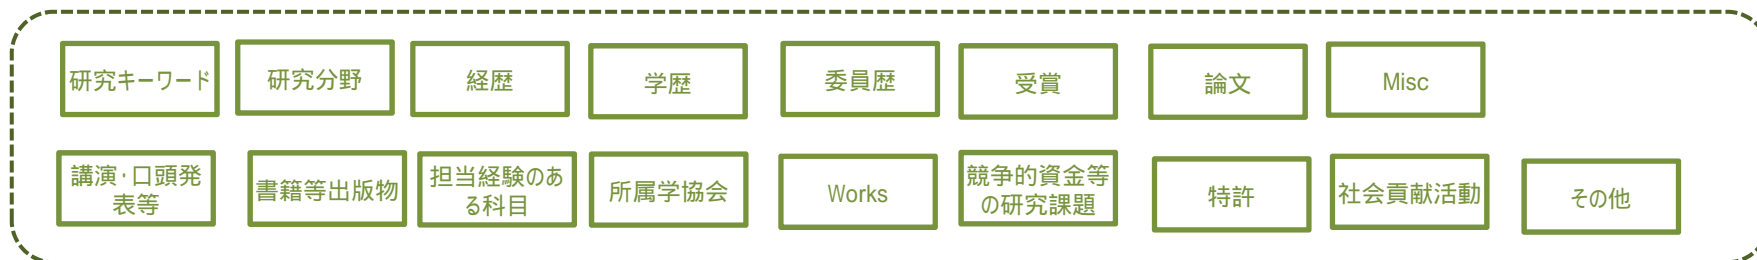 研究キーワード
研究分野
経歴
学歴
委員歴
受賞
論文
Misc
講演・口頭発
表等
書籍等出版物
担当経験のあ
る科目
所属学協会
Works
競争的資金等
の研究課題
特許
社会貢献活動
その他